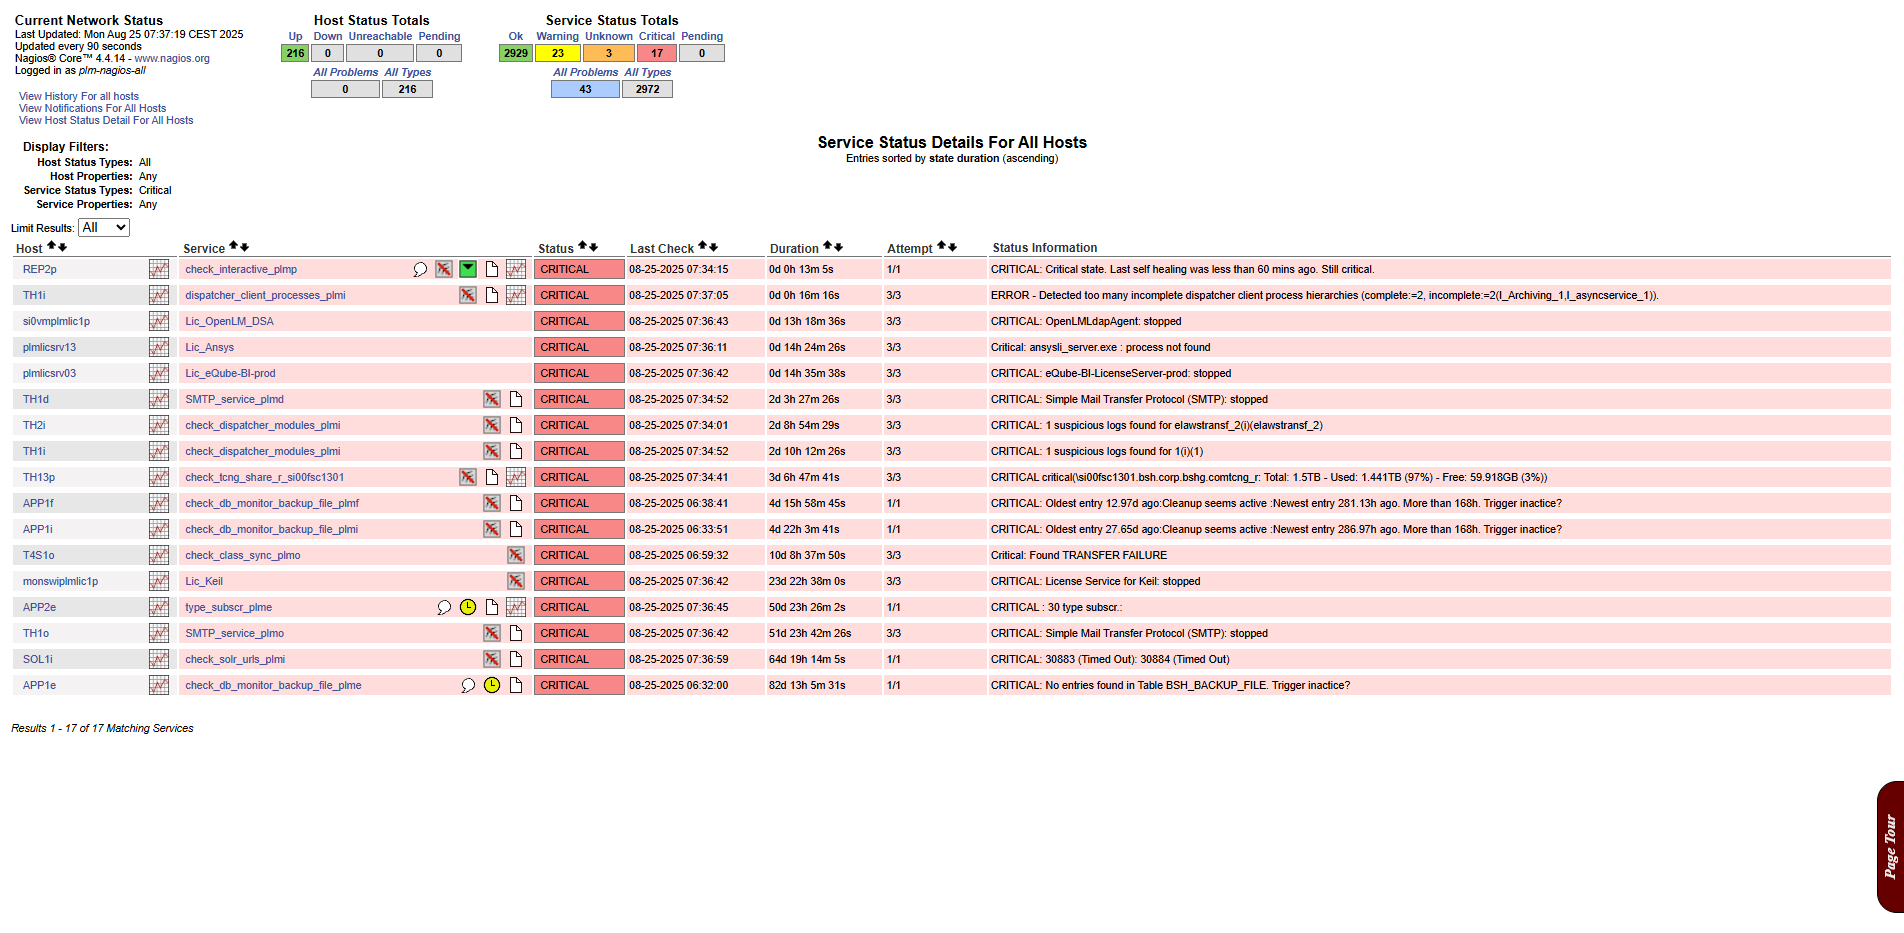 Current Network Status
Last Updated: Mon Aug 25 07:37:19 CEST 2025
Updated every 90 seconds
Nagios® Core™ 4.4.14 - www.nagios.org
Logged in as plm-nagios-all
View History For all hosts
View Notifications For All Hosts
View Host Status Detail For All Hosts
Host Status Totals
Up Down Unreachable Pending
216 0 0 0
All Problems All Types
0 216
Service Status Totals
Ok Warning Unknown Critical Pending
2929 23 3 17 0
All Problems All Types
43 2972
Display Filters:
Host Status Types: All
Host Properties: Any
Service Status Types: Critical
Service Properties: Any
Service Status Details For All Hosts
Entries sorted by state duration (ascending)
Limit Results: All
Host Service Status Last Check Duration Attempt Status Information
REP2p check_interactive_plmp CRITICAL 08-25-2025 07:34:15 0d 0h 13m 5s 1/1 CRITICAL: Critical state. Last self healing was less than 60 mins ago. Still critical.
TH1i dispatcher_client_processes_plmi CRITICAL 08-25-2025 07:37:05 0d 0h 16m 16s 3/3 ERROR - Detected too many incomplete dispatcher client process hierarchies (complete:=2, incomplete:=2(I_Archiving_1,I_asyncservice_1)).
si0vmplmlic1p Lic_OpenLM_DSA CRITICAL 08-25-2025 07:36:43 0d 13h 18m 36s 3/3 CRITICAL: OpenLMLdapAgent: stopped
plmlicsrv13 Lic_Ansys CRITICAL 08-25-2025 07:36:11 0d 14h 24m 26s 3/3 Critical: ansysli_server.exe : process not found
plmlicsrv03 Lic_eQube-BI-prod CRITICAL 08-25-2025 07:36:42 0d 14h 35m 38s 3/3 CRITICAL: eQube-BI-LicenseServer-prod: stopped
TH1d SMTP_service_plmd CRITICAL 08-25-2025 07:34:52 2d 3h 27m 26s 3/3 CRITICAL: Simple Mail Transfer Protocol (SMTP): stopped
TH2i check_dispatcher_modules_plmi CRITICAL 08-25-2025 07:34:01 2d 8h 54m 29s 3/3 CRITICAL: 1 suspicious logs found for elawstransf_2(i)(elawstransf_2)
TH1i check_dispatcher_modules_plmi CRITICAL 08-25-2025 07:34:52 2d 10h 12m 26s 3/3 CRITICAL: 1 suspicious logs found for 1(i)(1)
TH13p check_tcng_share_r_si00fsc1301 CRITICAL 08-25-2025 07:34:41 3d 6h 47m 41s 3/3 CRITICAL critical(\si00fsc1301.bsh.corp.bshg.comtcng_r: Total: 1.5TB - Used: 1.441TB (97%) - Free: 59.918GB (3%))
APP1f check_db_monitor_backup_file_plmf CRITICAL 08-25-2025 06:38:41 4d 15h 58m 45s 1/1 CRITICAL: Oldest entry 12.97d ago:Cleanup seems active :Newest entry 281.13h ago. More than 168h. Trigger inactice?
APP1i check_db_monitor_backup_file_plmi CRITICAL 08-25-2025 06:33:51 4d 22h 3m 41s 1/1 CRITICAL: Oldest entry 27.65d ago:Cleanup seems active :Newest entry 286.97h ago. More than 168h. Trigger inactice?
T4S1o check_class_sync_plmo CRITICAL 08-25-2025 06:59:32 10d 8h 37m 50s 3/3 Critical: Found TRANSFER FAILURE
monswiplmlic1p Lic_Keil CRITICAL 08-25-2025 07:36:42 23d 22h 38m 0s 3/3 CRITICAL: License Service for Keil: stopped
APP2e type_subscr_plme CRITICAL 08-25-2025 07:36:45 50d 23h 26m 2s 1/1 CRITICAL : 30 type subscr.:
TH1o SMTP_service_plmo CRITICAL 08-25-2025 07:36:42 51d 23h 42m 26s 3/3 CRITICAL: Simple Mail Transfer Protocol (SMTP): stopped
SOL1i check_solr_urls_plmi CRITICAL 08-25-2025 07:36:59 64d 19h 14m 5s 1/1 CRITICAL: 30883 (Timed Out): 30884 (Timed Out)
APP1e check_db_monitor_backup_file_plme CRITICAL 08-25-2025 06:32:00 82d 13h 5m 31s 1/1 CRITICAL: No entries found in Table BSH_BACKUP_FILE. Trigger inactice?
Results 1 - 17 of 17 Matching Services
Page Tour